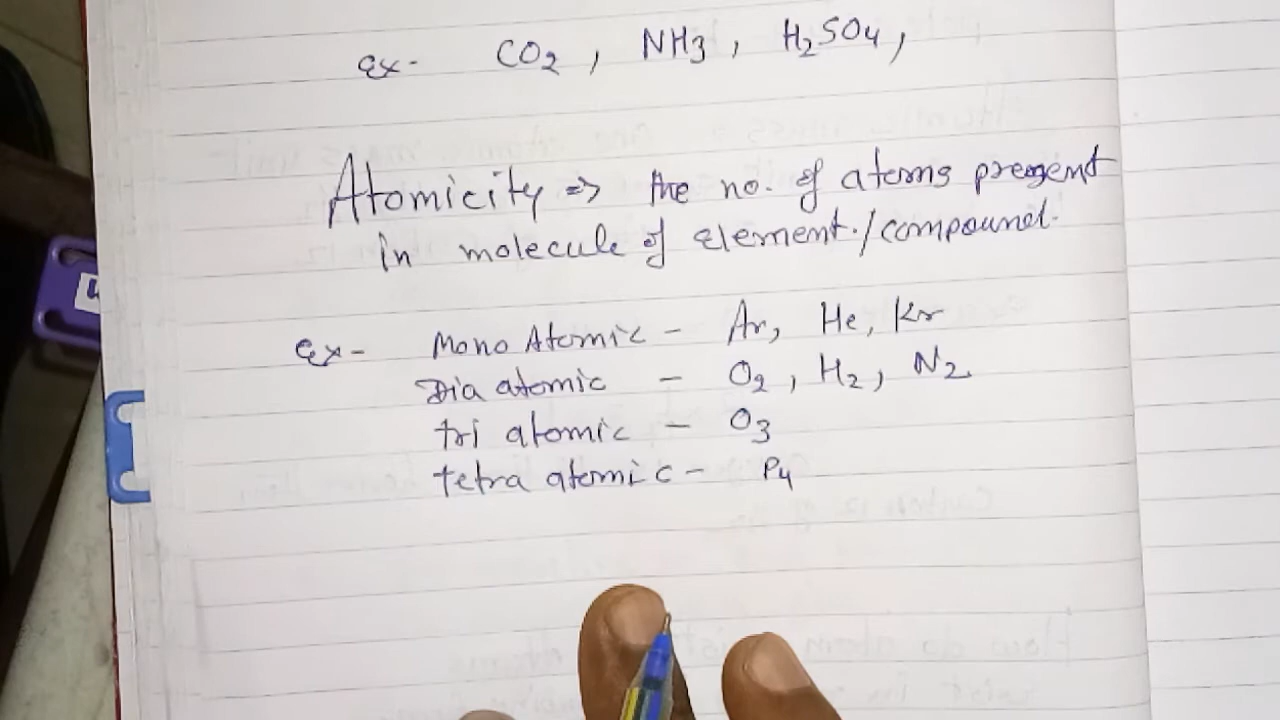 ex- CO2, NH3, H2SO4,
Atomicity => the no. of atoms present
in molecule of element./compound.
Ex- Mono Atomic - Ar, He, Kr
Dia atomic - O2, H2, N2
tri atomic - O3
tetra atomic - P4